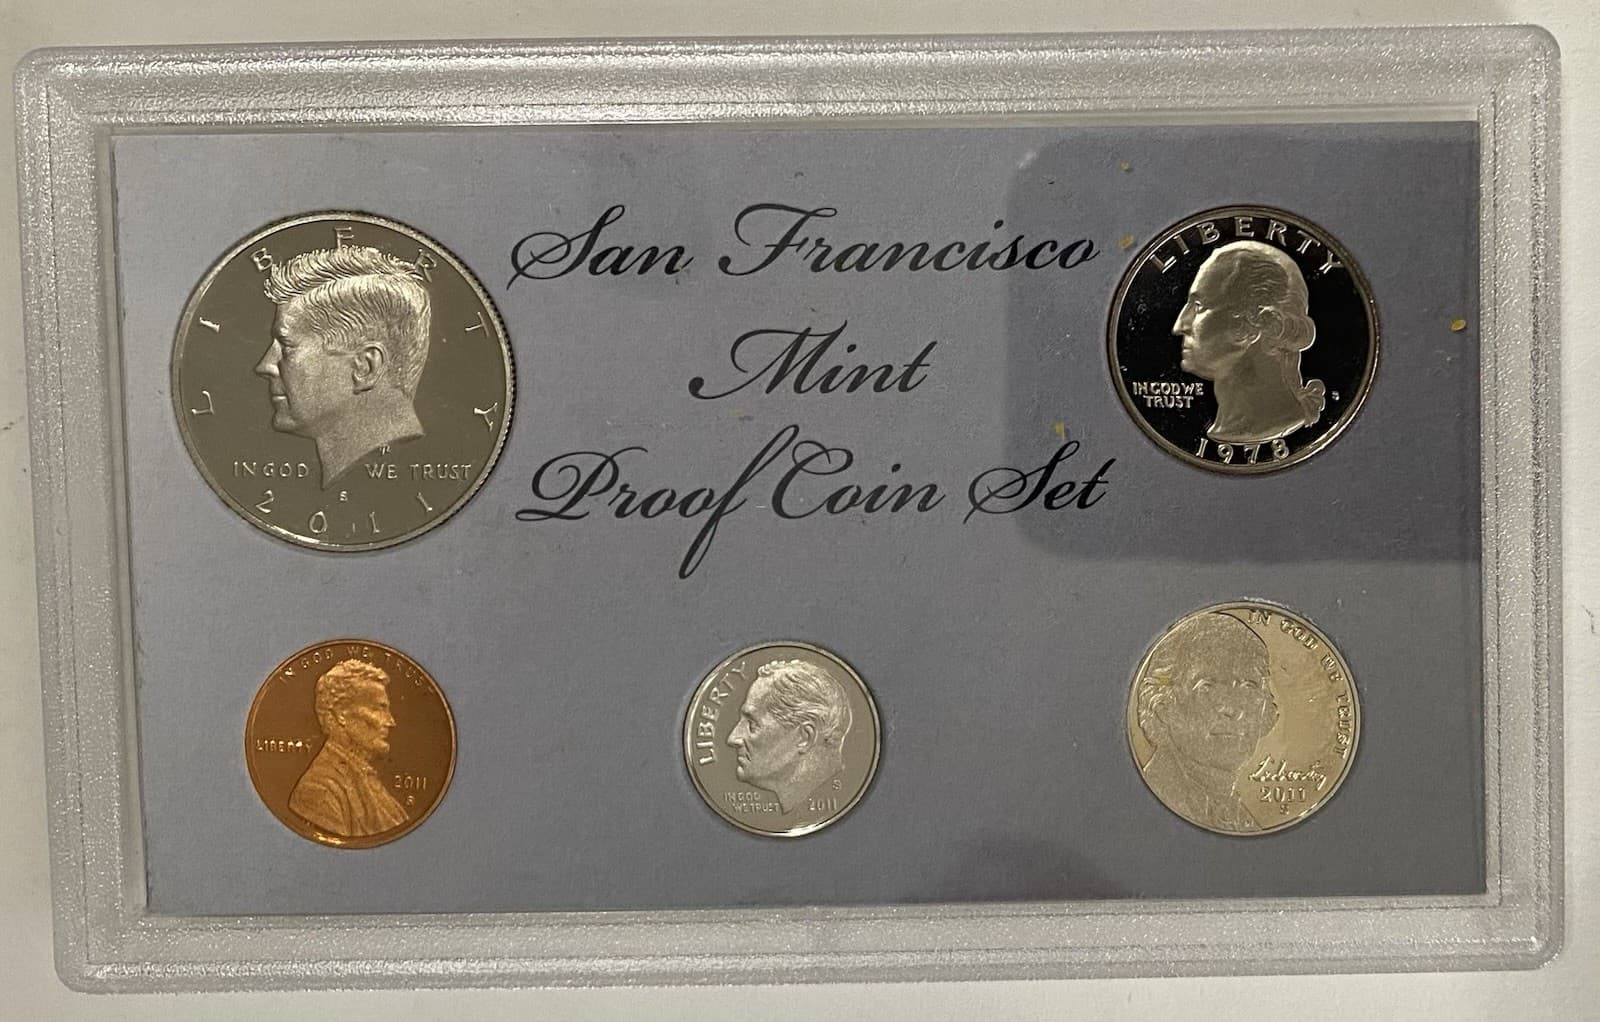 San Francisco
Mint
Proof Coin Set
LIBERTY
IN GOD WE TRUST
S
2011
LIBERTY
IN GOD WE
TRUST
S
1978
IN GOD WE TRUST
LIBERTY
2011
S
LIBERTY
IN GOD
WE TRUST
S
2011
IN GOD WE TRUST
Liberty
2011
S